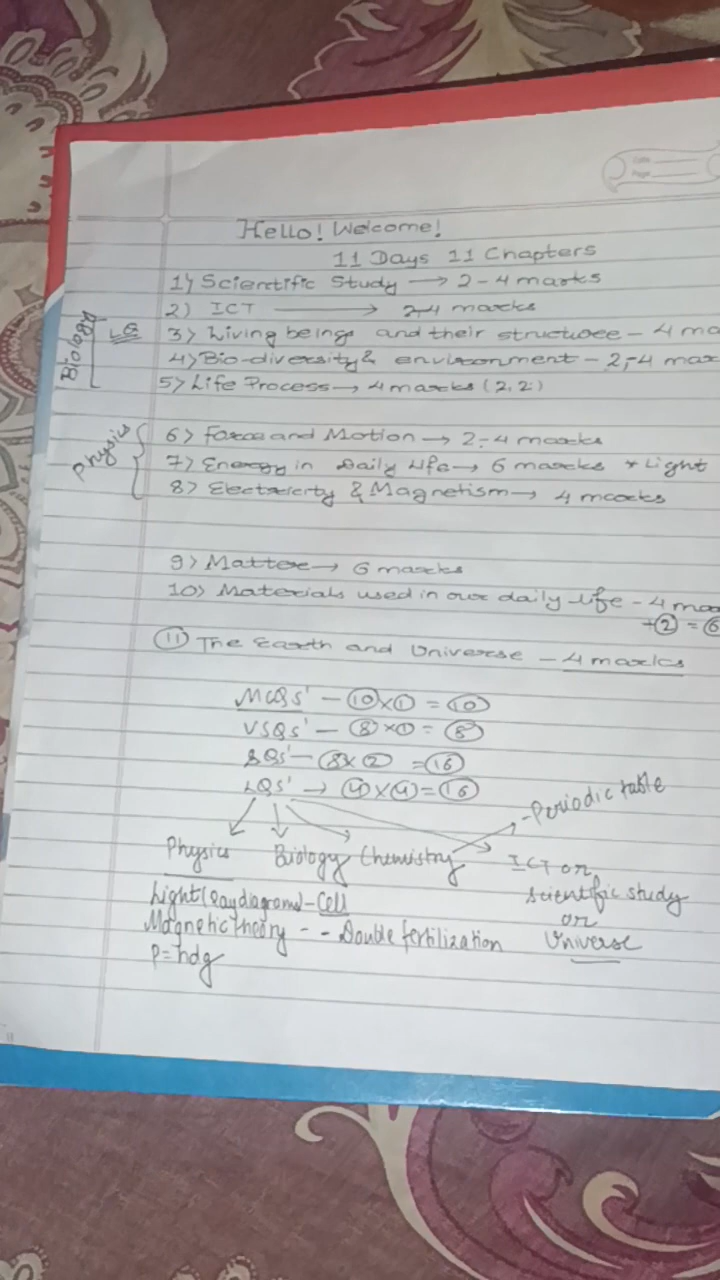 Date
Page
Hello! Welcome!
11 Days 11 Chapters
1) Scientific Study → 2-4 marks
2) ICT → 2-4 marks
Biology LQ
3) Living beings and their structure - 4 ma
4) Bio-diversity & environment - 2-4 mar
5) Life Process → 4 marks (2,2)
Physics
6) Force and Motion → 2-4 marks
7) Energy in Daily life → 6 marks * Light
8) Electricity & Magnetism → 4 marks
9) Matter → 6 marks
10) Materials used in our daily life - 4 mar
+2 = 6
11 The Earth and Universe - 4 marks
MCQS' - 10 x 1 = 10
VSQS' - 8 x 1 = 8
SQS' - 8 x 2 = 16
LQS' → 4 x 4 = 16
- Periodic table
Physics Biology Chemistry ICT or
Light (Ray diagram) - Cell Scientific study
Magnetic theory - - Double fertilization or
P = hdg Universe